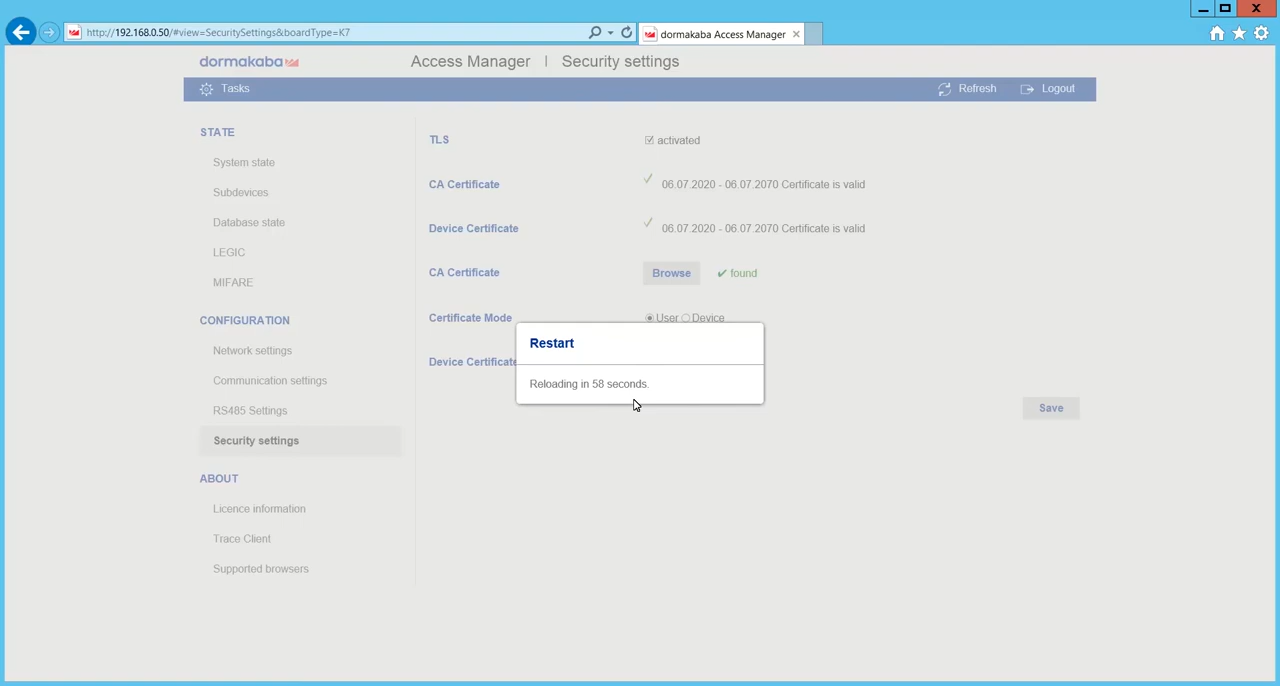 http://192.168.0.50/#view=SecuritySettings&boardType=K7
dormakaba Access Manager
dormakaba
Access Manager | Security settings
Tasks
Refresh
Logout
STATE
System state
Subdevices
Database state
LEGIC
MIFARE
CONFIGURATION
Network settings
Communication settings
RS485 Settings
Security settings
ABOUT
Licence information
Trace Client
Supported browsers
TLS
activated
CA Certificate
06.07.2020 - 06.07.2070 Certificate is valid
Device Certificate
06.07.2020 - 06.07.2070 Certificate is valid
CA Certificate
Browse
found
Certificate Mode
User
Device
Device Certificate
Restart
Reloading in 58 seconds.
Save